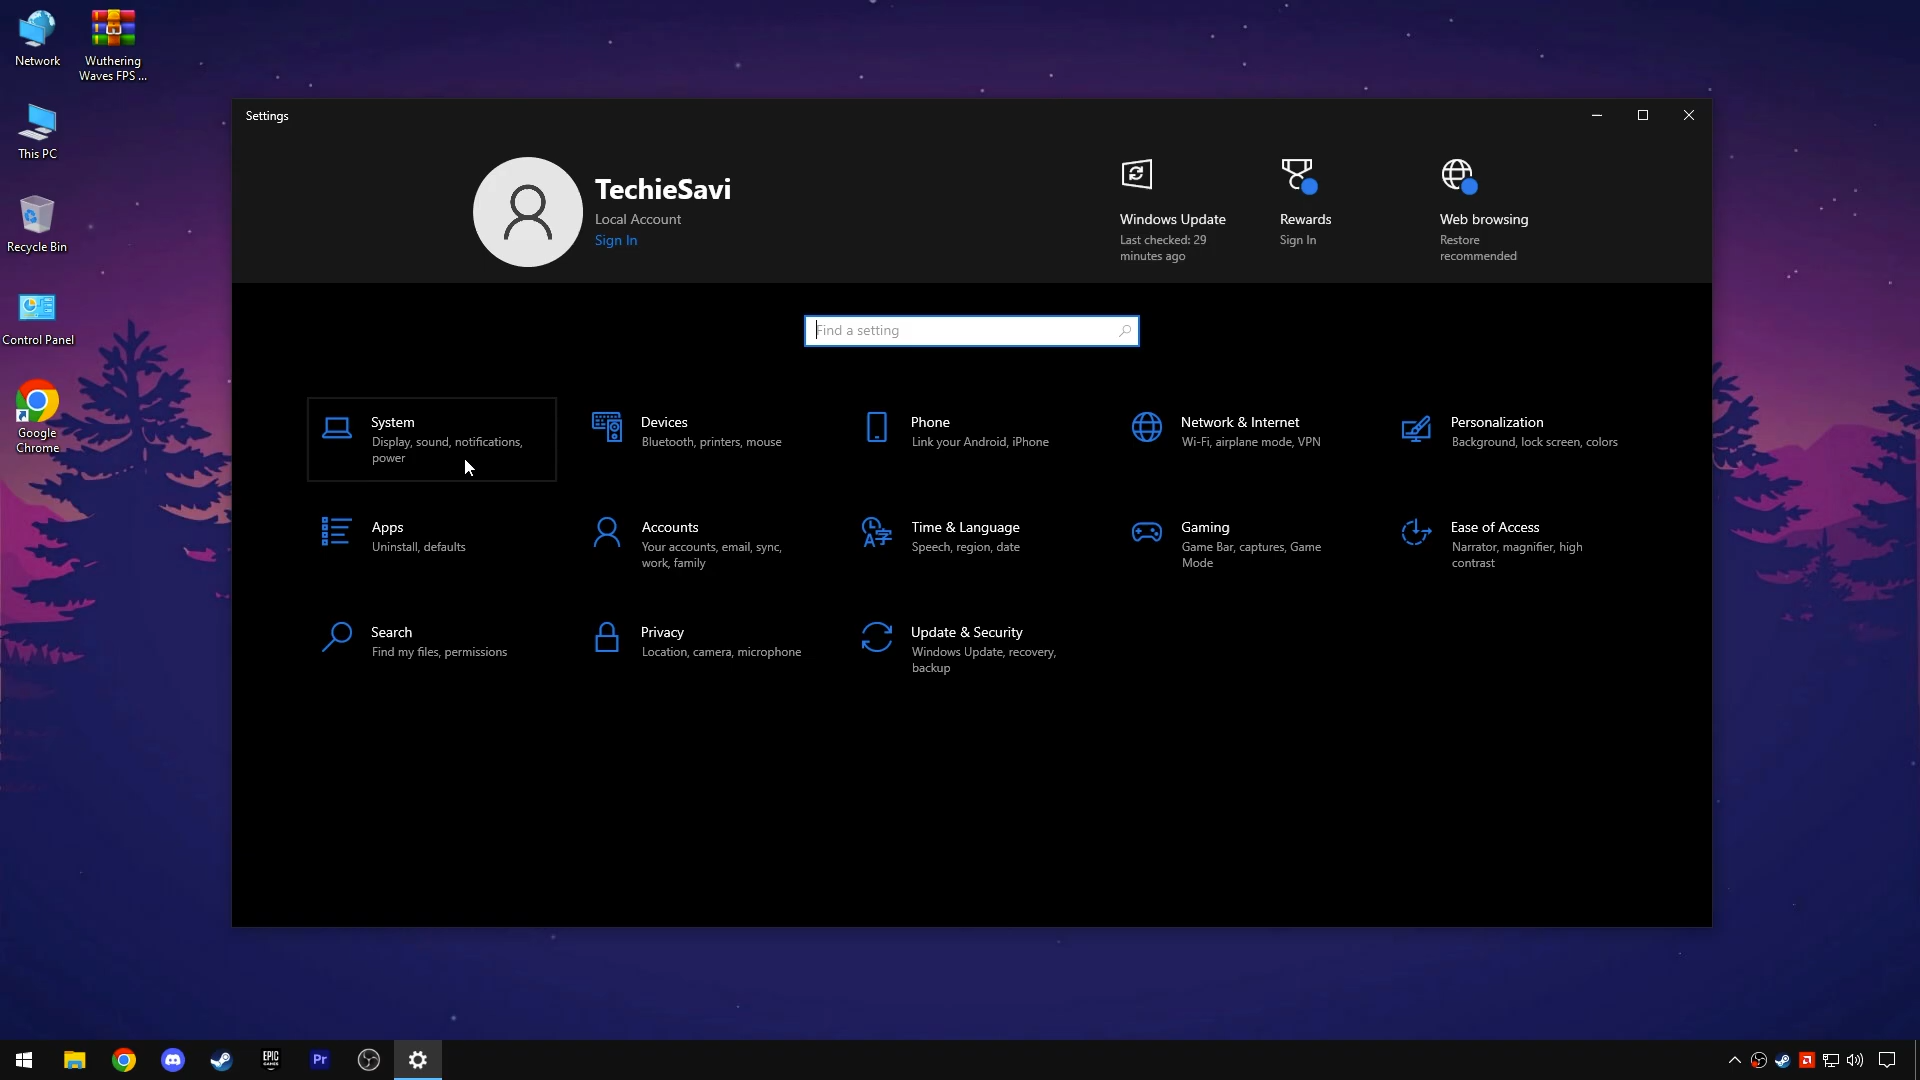 Network
Wuthering
Waves FPS ...
This PC
Recycle Bin
Control Panel
Google
Chrome
Settings
TechieSavi
Local Account
Sign In
Windows Update
Last checked: 29
minutes ago
Rewards
Sign In
Web browsing
Restore
recommended
Find a setting
System
Display, sound, notifications,
power
Devices
Bluetooth, printers, mouse
Phone
Link your Android, iPhone
Network & Internet
Wi-Fi, airplane mode, VPN
Personalization
Background, lock screen, colors
Apps
Uninstall, defaults
Accounts
Your accounts, email, sync,
work, family
Time & Language
Speech, region, date
Gaming
Game Bar, captures, Game
Mode
Ease of Access
Narrator, magnifier, high
contrast
Search
Find my files, permissions
Privacy
Location, camera, microphone
Update & Security
Windows Update, recovery,
backup
EPIC
GAMES
Pr